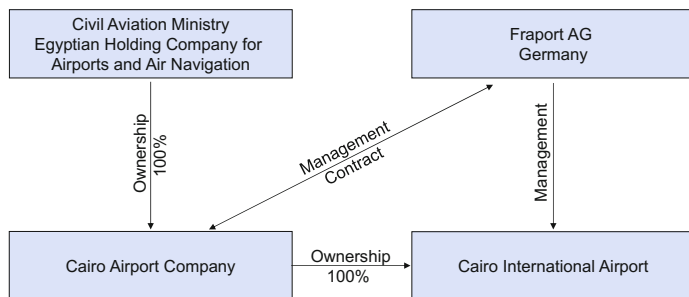 Civil Aviation Ministry
Egyptian Holding Company for
Airports and Air Navigation
Fraport AG
Germany
Ownership
100%
Management
Contract
Management
Cairo Airport Company
Ownership
100%
Cairo International Airport